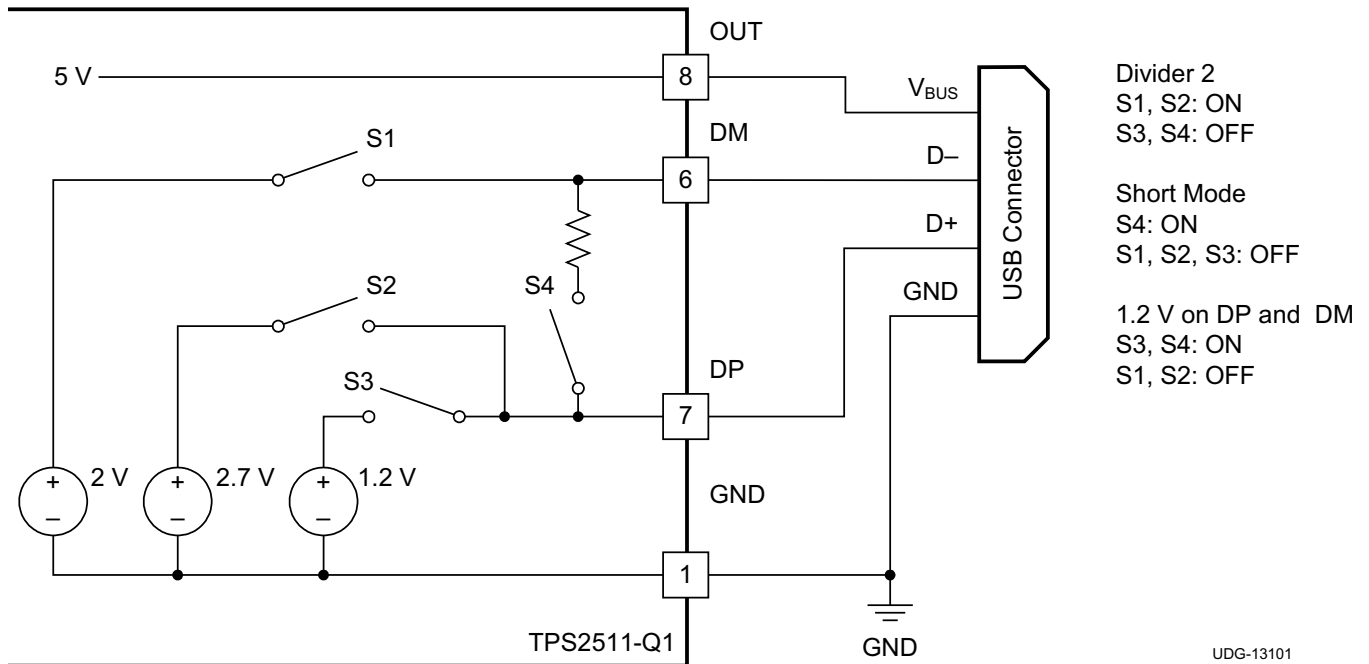 OUT
5 V
8
V_BUS
DM
S1
6
D–
D+
S2
S4
GND
USB Connector
DP
S3
7
+
–
2 V
+
–
2.7 V
+
–
1.2 V
GND
1
TPS2511-Q1
GND
Divider 2
S1, S2: ON
S3, S4: OFF
Short Mode
S4: ON
S1, S2, S3: OFF
1.2 V on DP and DM
S3, S4: ON
S1, S2: OFF
UDG-13101